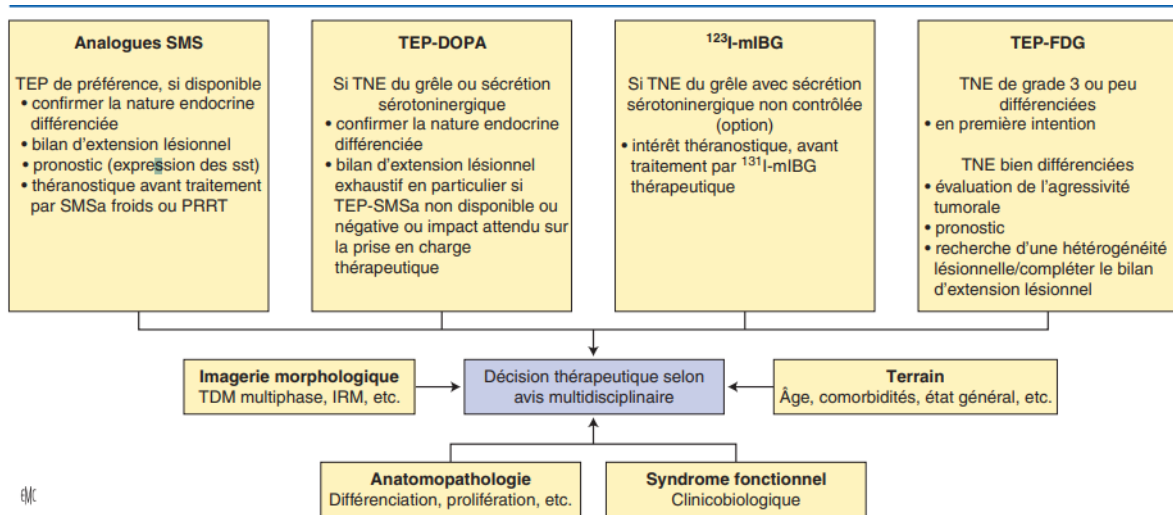 Analogues SMS
TEP de préférence, si disponible
• confirmer la nature endocrine
différenciée
• bilan d'extension lésionnel
• pronostic (expression des sst)
• théranostique avant traitement
par SMSa froids ou PRRT
TEP-DOPA
Si TNE du grêle ou sécrétion
sérotoninergique
• confirmer la nature endocrine
différenciée
• bilan d'extension lésionnel
exhaustif en particulier si
TEP-SMSa non disponible ou
négative ou impact attendu sur
la prise en charge
thérapeutique
¹²³I-mIBG
Si TNE du grêle avec sécrétion
sérotoninergique non contrôlée
(option)
• intérêt thénostique, avant
traitement par ¹³¹I-mIBG
thérapeutique
TEP-FDG
TNE de grade 3 ou peu
différenciées
• en première intention
TNE bien différenciées
• évaluation de l'agressivité
tumorale
• pronostic
• recherche d'une hétérogénéité
lésionnelle/compléter le bilan
d'extension lésionnel
Imagerie morphologique
TDM multiphase, IRM, etc.
Décision thérapeutique selon
avis multidisciplinaire
Terrain
Âge, comorbidités, état général, etc.
Anatomopathologie
Différenciation, prolifération, etc.
Syndrome fonctionnel
Clinicobiologique
EMC